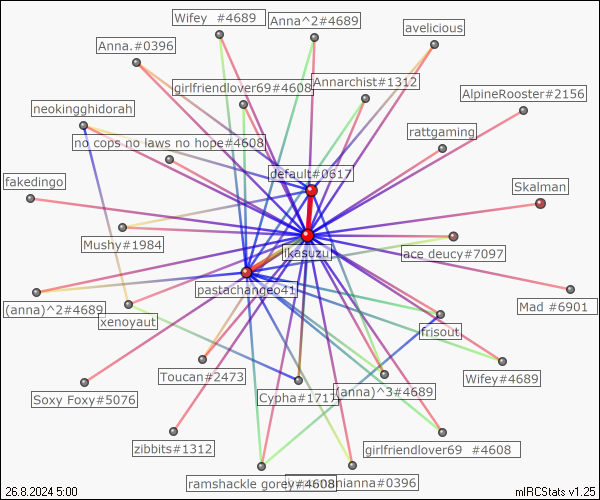 Wifey  #4689
Anna^2#4689
avelicious
Anna.#0396
girlfriendlover69#4608
Annarchist#1312
AlpineRooster#2156
neokingghidorah
no cops no laws no hope#4608
rattgaming
default#0617
fakedingo
Skalman
Mushy#1984
likasuzu
ace deucy#7097
pastachange041
(anna)^2#4689
xenoyaut
frisout
Mad #6901
Toucan#2473
Cypha#1717
(anna)^3#4689
Wifey#4689
Soxy Foxy#5076
zibbits#1312
girlfriendlover69  #4608
ramshackle gorey#4608
#0396
26.8.2024 5:00
mIRCStats v1.25